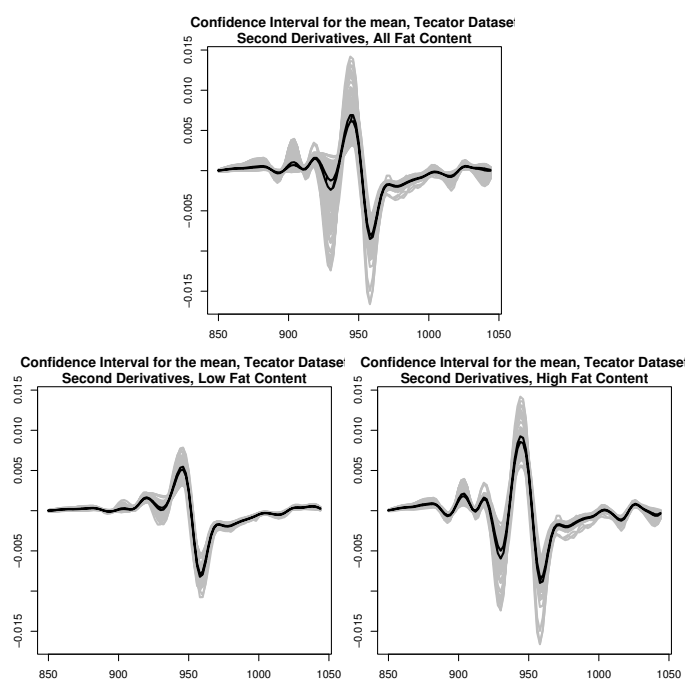 Confidence Interval for the mean, Tecator Dataset
Second Derivatives, All Fat Content
0.015
0.010
0.005
0
−0.005
−0.015
850 900 950 1000 1050
Confidence Interval for the mean, Tecator Dataset
Second Derivatives, Low Fat Content
0.015
0.010
0.005
0
−0.005
−0.015
850 900 950 1000 1050
Confidence Interval for the mean, Tecator Dataset
Second Derivatives, High Fat Content
0.015
0.010
0.005
0
−0.005
−0.015
850 900 950 1000 1050